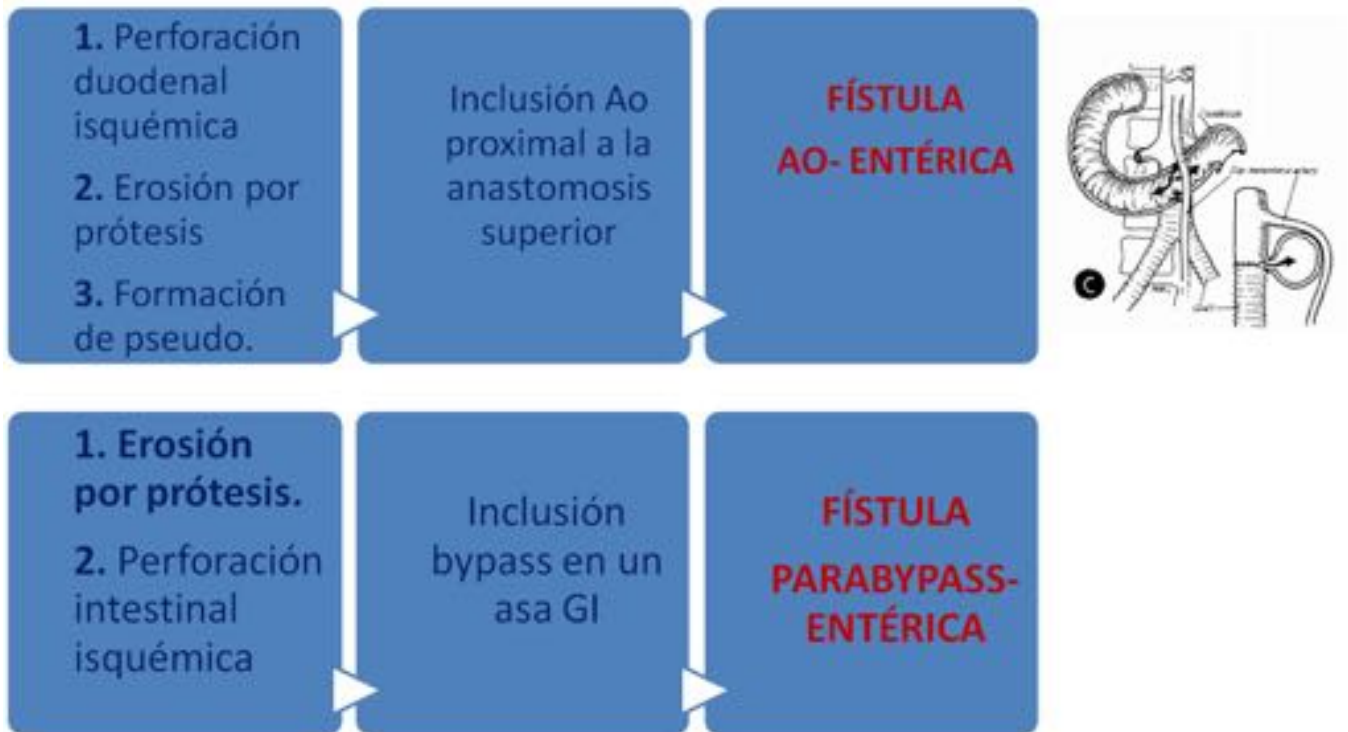 1. Perforación
duodenal
isquémica
2. Erosión por
prótesis
3. Formación
de pseudo.
Inclusión Ao
proximal a la
anastomosis
superior
FÍSTULA
AO- ENTÉRICA
C
1. Erosión
por prótesis.
2. Perforación
intestinal
isquémica
Inclusión
bypass en un
asa GI
FÍSTULA
PARABYPASS-
ENTÉRICA